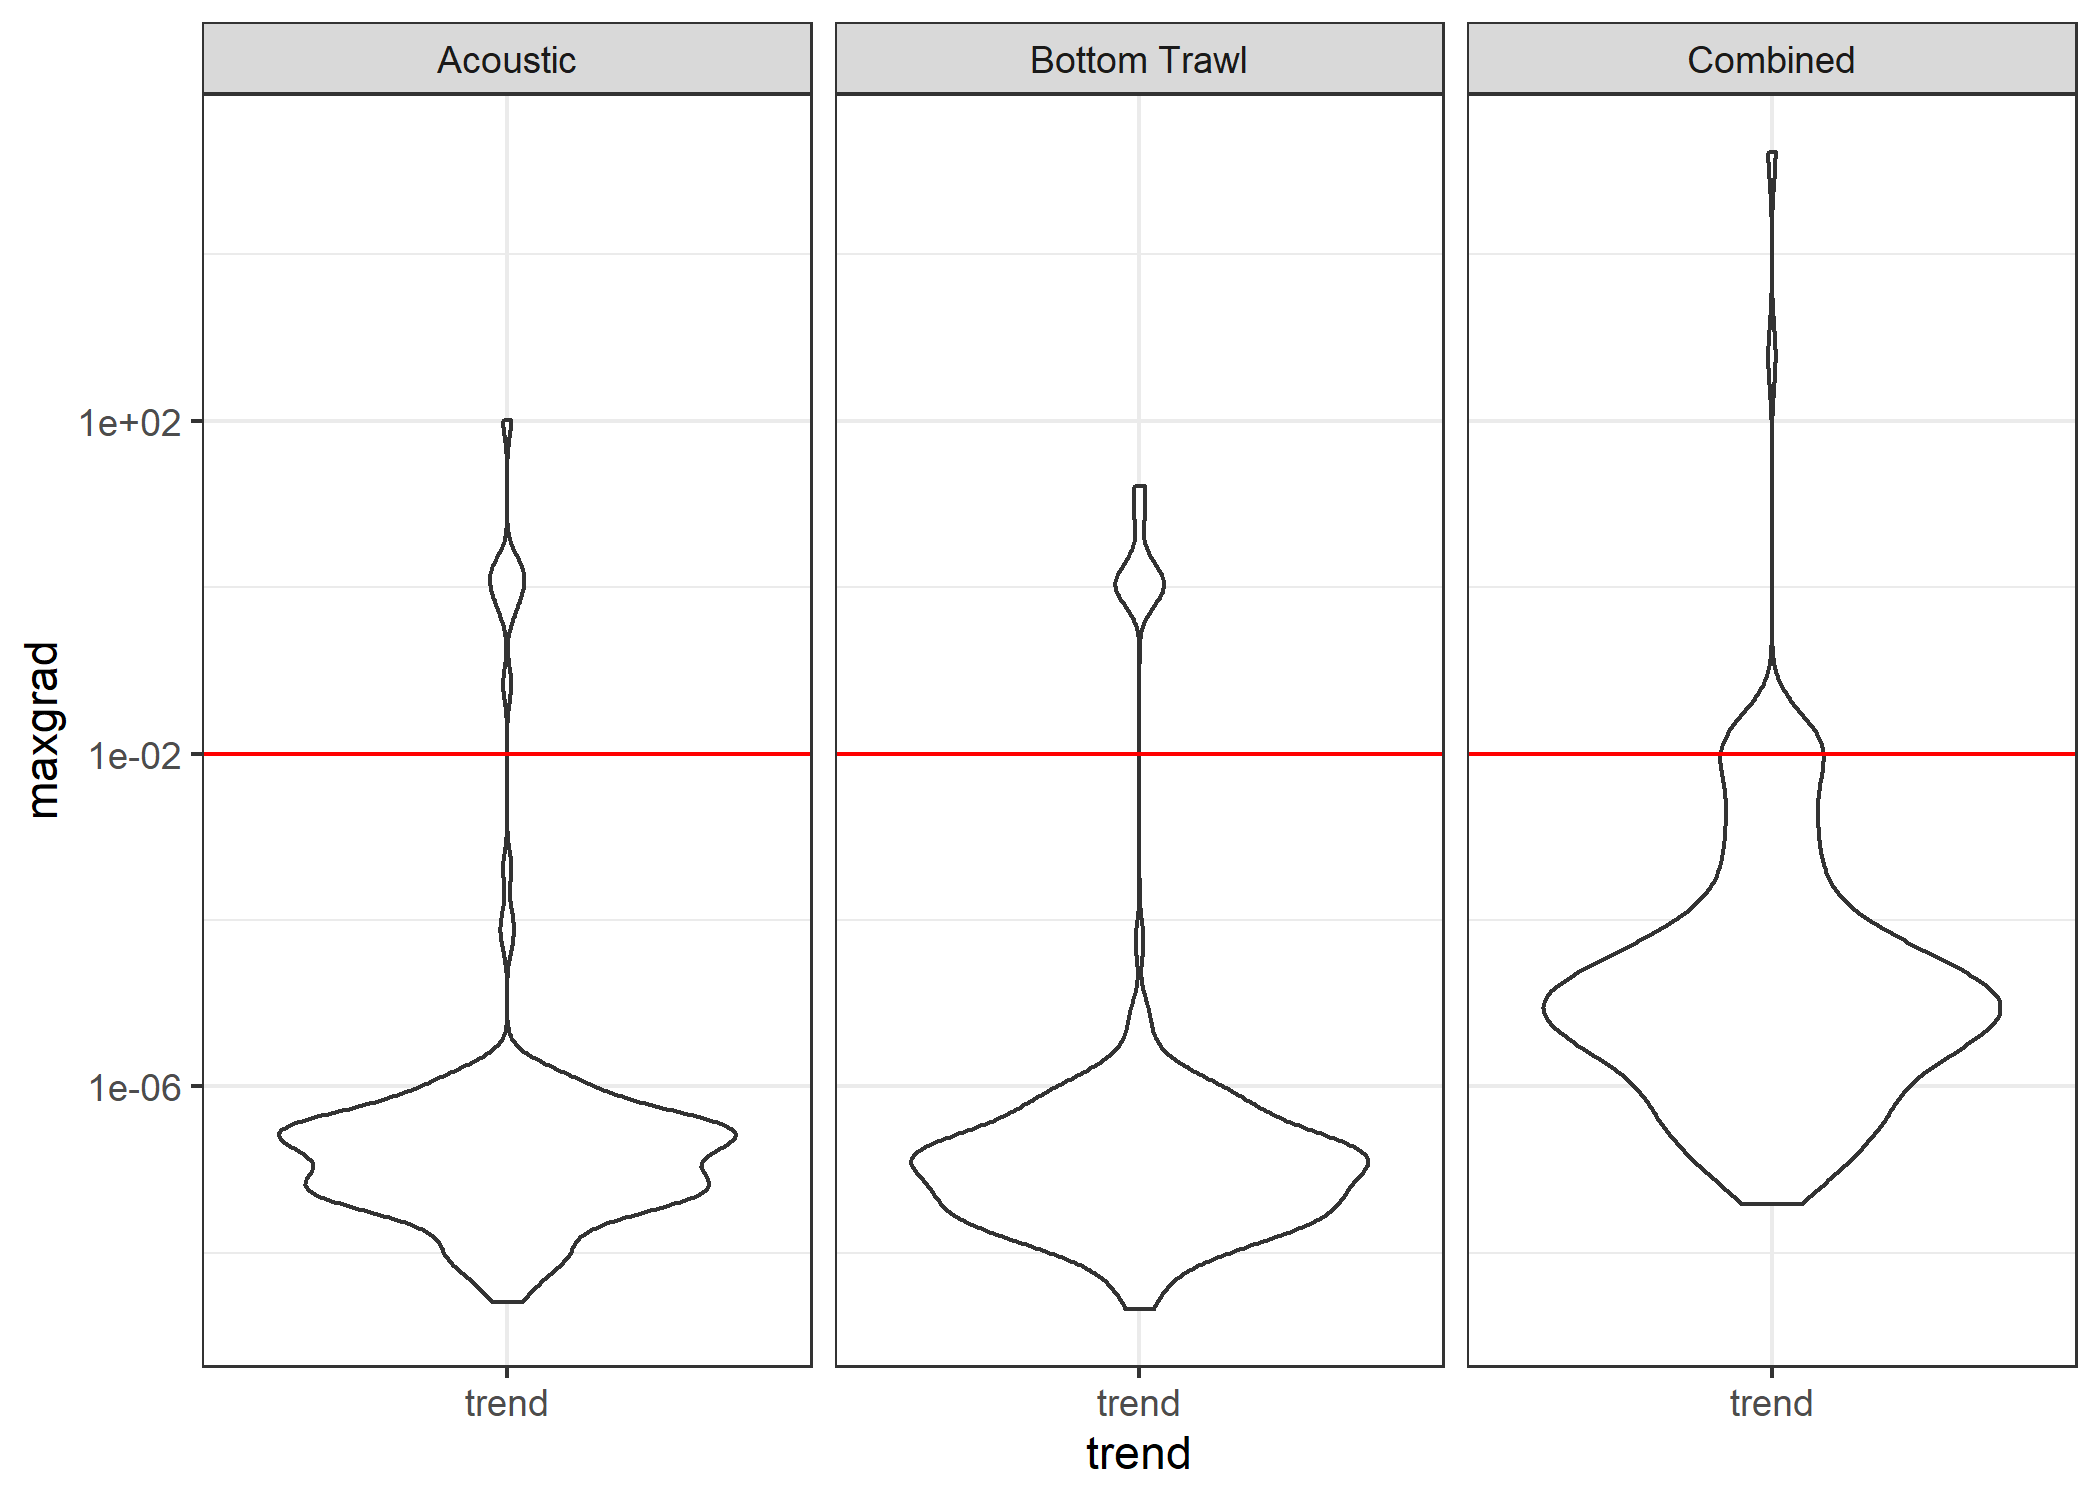 Acoustic
Bottom Trawl
Combined
maxgrad
1e+02
1e-02
1e-06
trend
trend
trend
trend